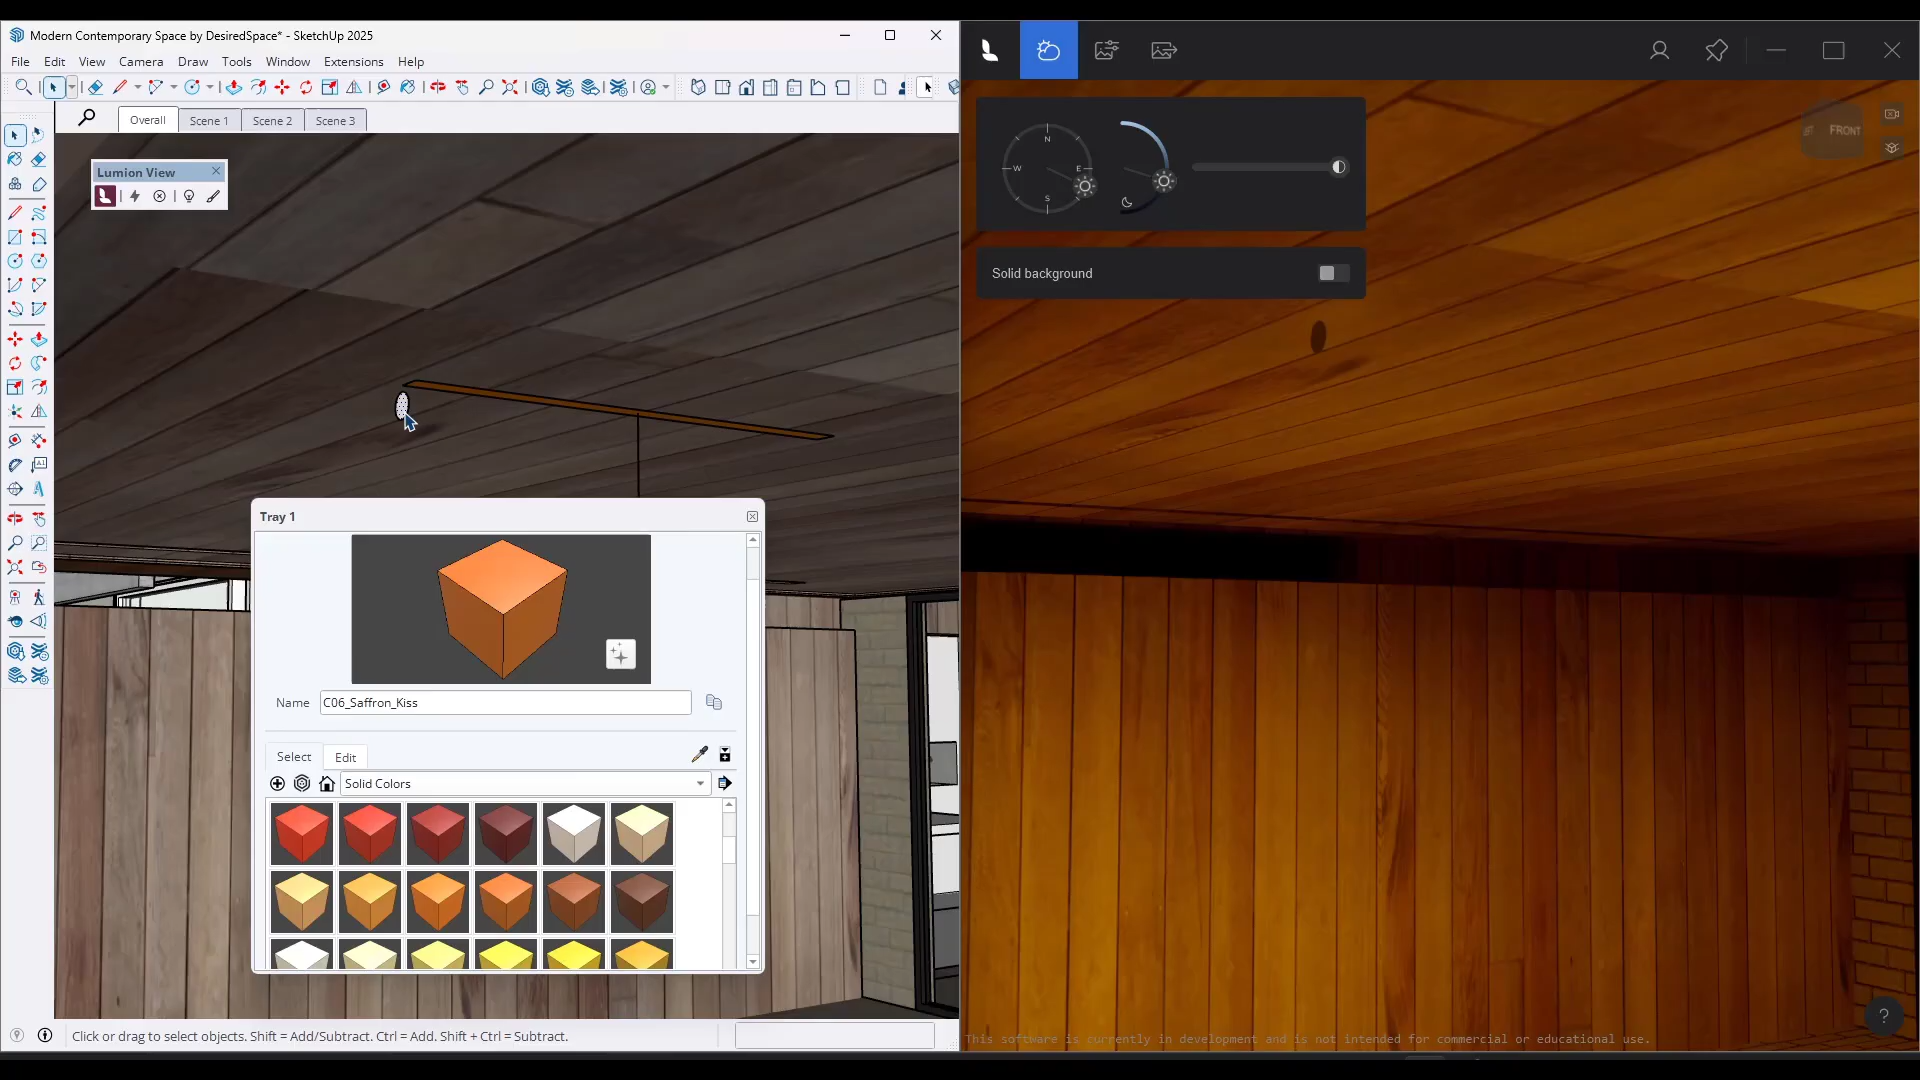 Modern Contemporary Space by DesiredSpace* - SketchUp 2025
File Edit View Camera Draw Tools Window Extensions Help
Overall Scene 1 Scene 2 Scene 3
Lumion View
Tray 1
Name C06_Saffron_Kiss
Select Edit
Solid Colors
Click or drag to select objects. Shift = Add/Subtract. Ctrl = Add. Shift + Ctrl = Subtract.
N
W E
S
Solid background
FRONT
This software is currently in development and is not intended for commercial or educational use.
?